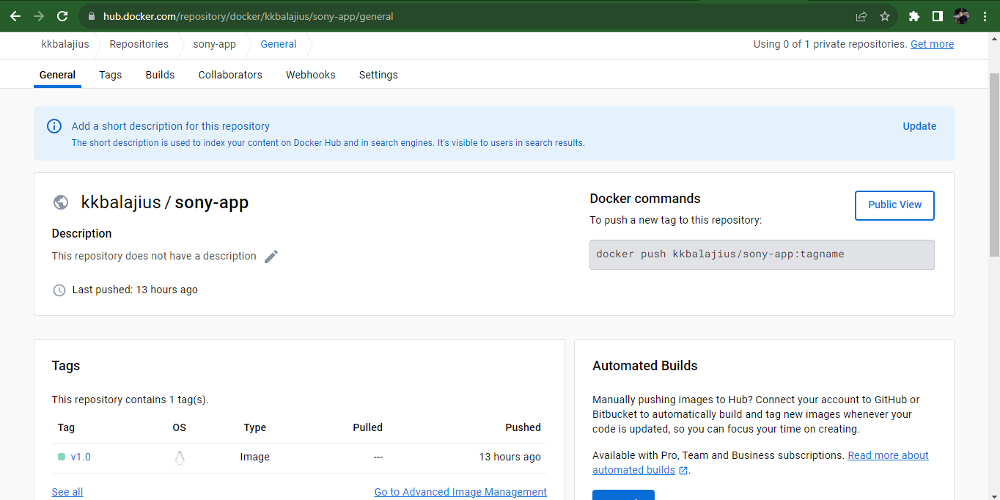 hub.docker.com/repository/docker/kkbalajius/sony-app/general
kkbalajius Repositories sony-app General
Using 0 of 1 private repositories. Get more
General Tags Builds Collaborators Webhooks Settings
Add a short description for this repository
Update
The short description is used to index your content on Docker Hub and in search engines. It's visible to users in search results.
kkbalajius / sony-app
Description
This repository does not have a description
Last pushed: 13 hours ago
Docker commands
Public View
To push a new tag to this repository:
docker push kkbalajius/sony-app:tagname
Tags
This repository contains 1 tag(s).
Tag OS Type Pulled Pushed
v1.0 Image --- 13 hours ago
See all Go to Advanced Image Management
Automated Builds
Manually pushing images to Hub? Connect your account to GitHub or
Bitbucket to automatically build and tag new images whenever your
code is updated, so you can focus your time on creating.
Available with Pro, Team and Business subscriptions. Read more about
automated builds .